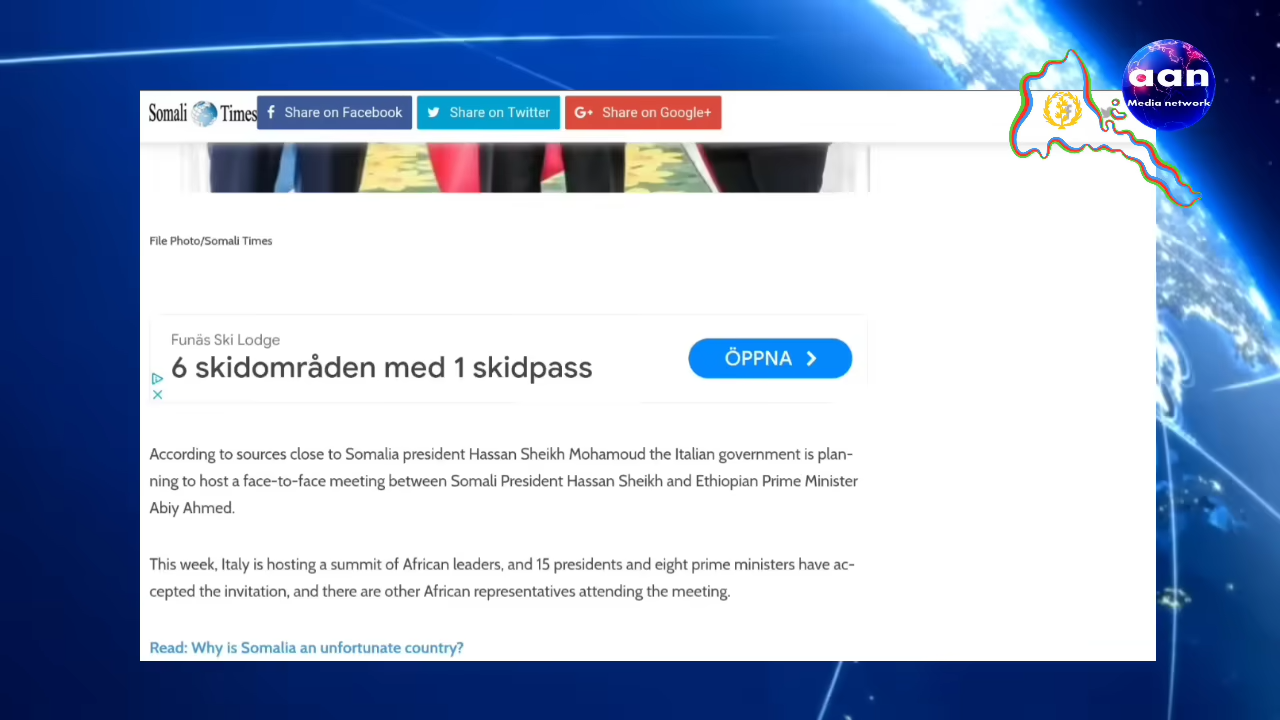 aan
Media network
Somali Times
Share on Facebook
Share on Twitter
G+ Share on Google+
File Photo/Somali Times
Funäs Ski Lodge
6 skidområden med 1 skidpass
ÖPPNA
According to sources close to Somalia president Hassan Sheikh Mohamoud the Italian government is plan-
ning to host a face-to-face meeting between Somali President Hassan Sheikh and Ethiopian Prime Minister
Abiy Ahmed.
This week, Italy is hosting a summit of African leaders, and 15 presidents and eight prime ministers have ac-
cepted the invitation, and there are other African representatives attending the meeting.
Read: Why is Somalia an unfortunate country?